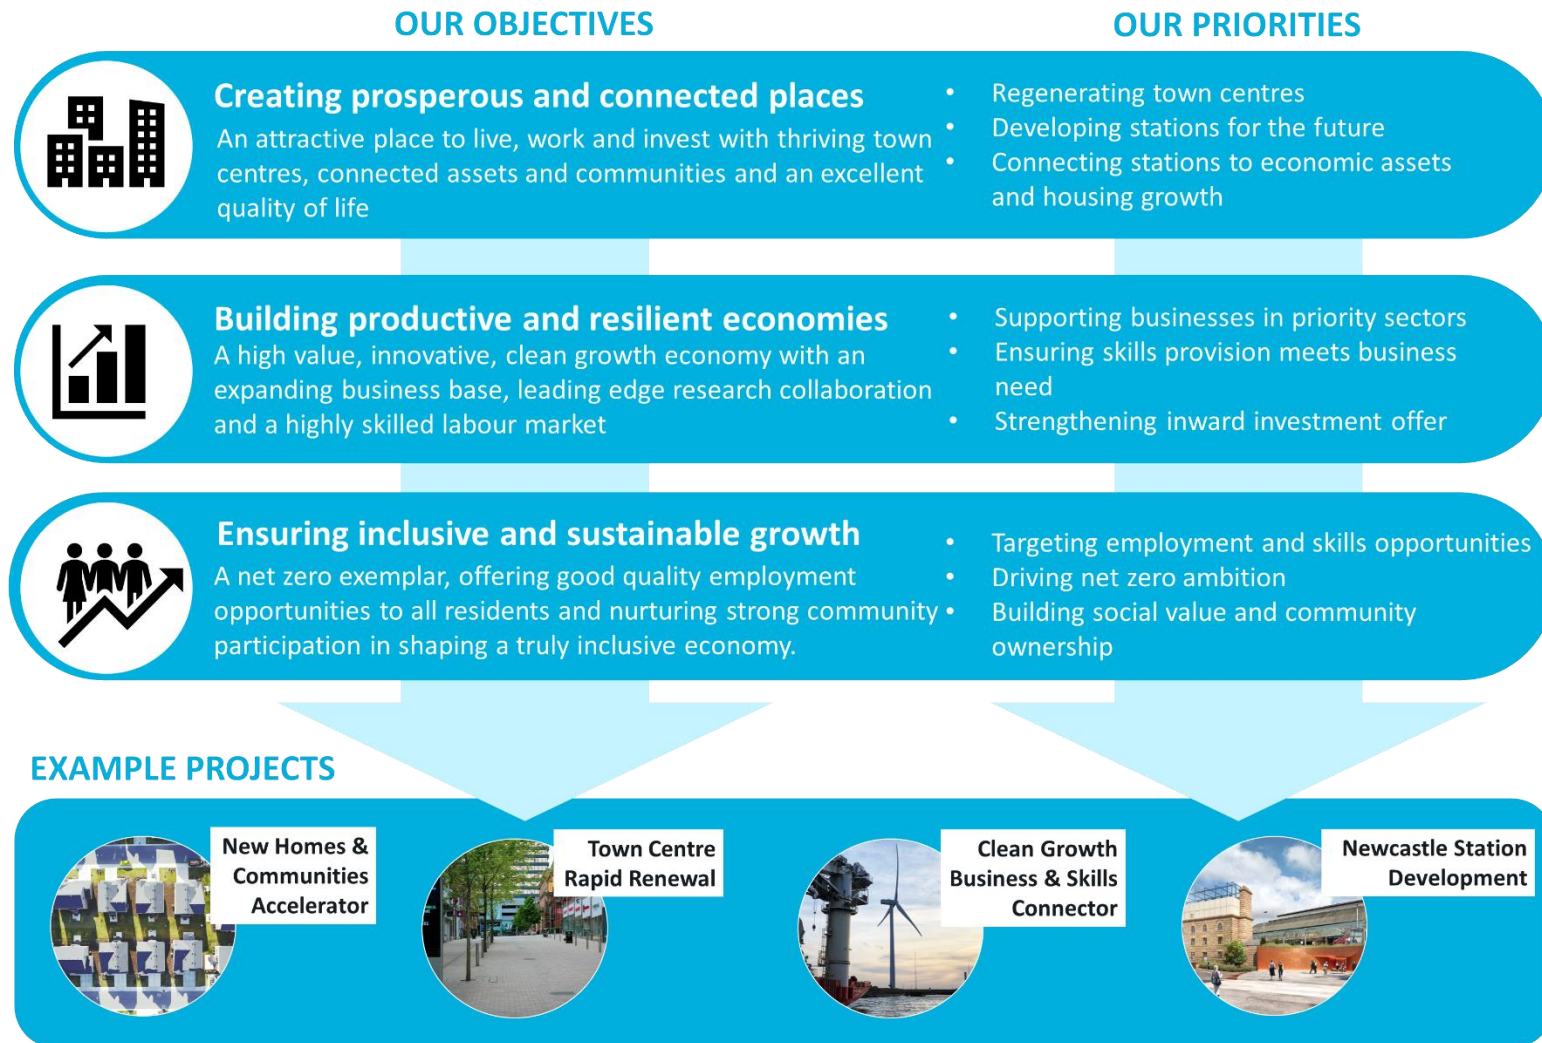 OUR OBJECTIVES
OUR PRIORITIES
Creating prosperous and connected places
An attractive place to live, work and invest with thriving town
centres, connected assets and communities and an excellent
quality of life
• Regenerating town centres
• Developing stations for the future
• Connecting stations to economic assets
and housing growth
Building productive and resilient economies
A high value, innovative, clean growth economy with an
expanding business base, leading edge research collaboration
and a highly skilled labour market
• Supporting businesses in priority sectors
• Ensuring skills provision meets business
need
• Strengthening inward investment offer
Ensuring inclusive and sustainable growth
A net zero exemplar, offering good quality employment
opportunities to all residents and nurturing strong community
participation in shaping a truly inclusive economy.
• Targeting employment and skills opportunities
• Driving net zero ambition
• Building social value and community
ownership
EXAMPLE PROJECTS
New Homes &
Communities
Accelerator
Town Centre
Rapid Renewal
Clean Growth
Business & Skills
Connector
Newcastle Station
Development